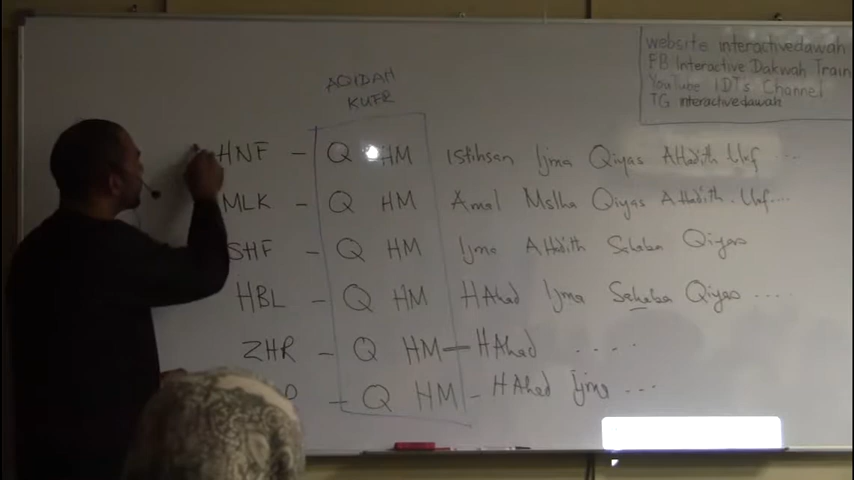 website interactivedawah
FB Interactive Dakwah Train
YouTube IDTs Channel
TG interactivedawah
AQIDAH
KUFR
HNF - Q HM Istihsan Ijma Qiyas AHadith Urf ...
MLK - Q HM Amal Mslha Qiyas AHadith. Urf....
SHF - Q HM Ijma AHadith Sahaba Qiyas
HBL - Q HM HAhad Ijma Sahaba Qiyas ....
ZHR - Q HM - HAhad ....
- Q HM - HAhad Ijma ...